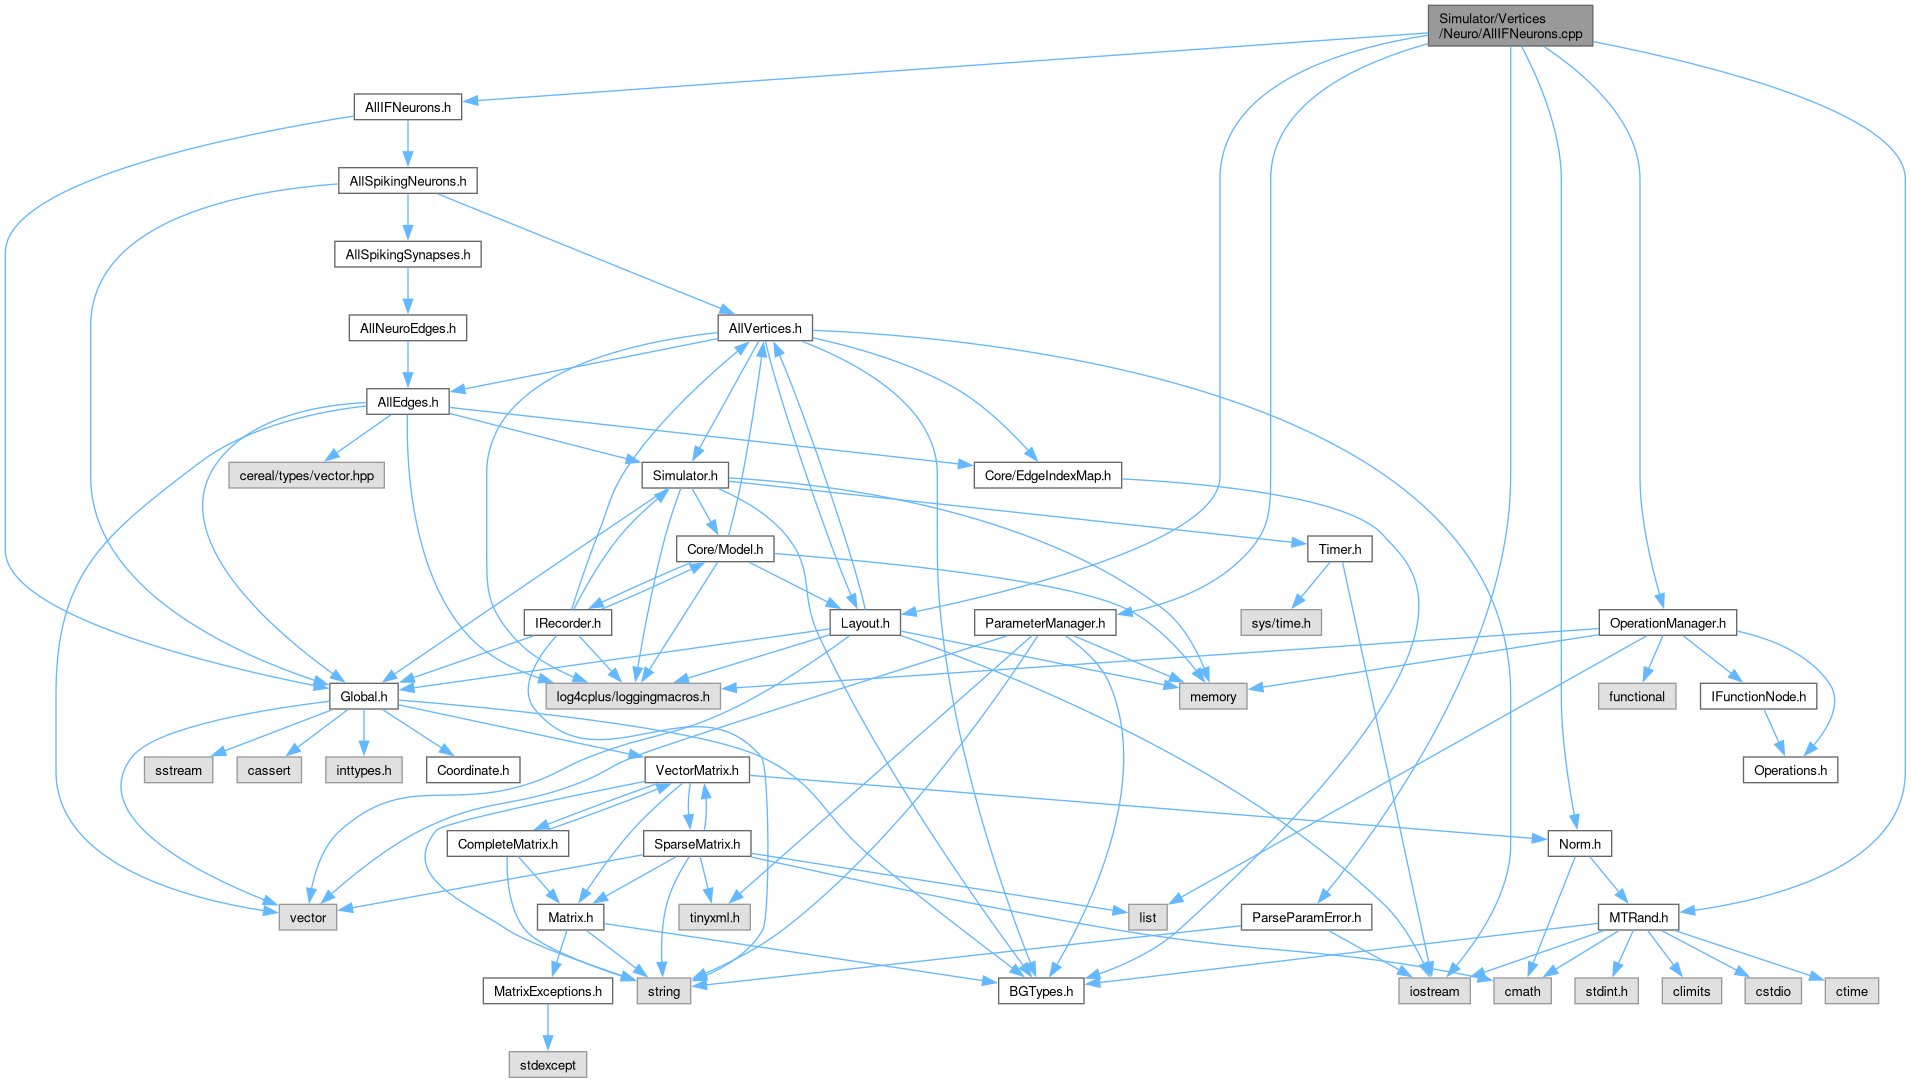 Simulator/Vertices
/Neuro/AllIFNeurons.cpp
AllIFNeurons.h
AllSpikingNeurons.h
AllSpikingSynapses.h
AllNeuroEdges.h
AllVertices.h
AllEdges.h
cereal/types/vector.hpp
Simulator.h
Core/EdgeIndexMap.h
Core/Model.h
Timer.h
IRecorder.h
Layout.h
ParameterManager.h
sys/time.h
OperationManager.h
Global.h
log4cplus/loggingmacros.h
memory
functional
IFunctionNode.h
sstream
cassert
inttypes.h
Coordinate.h
VectorMatrix.h
Operations.h
CompleteMatrix.h
SparseMatrix.h
Norm.h
vector
Matrix.h
tinyxml.h
list
ParseParamError.h
MTRand.h
MatrixExceptions.h
string
BGTypes.h
iostream
cmath
stdint.h
climits
cstdio
ctime
stdexcept